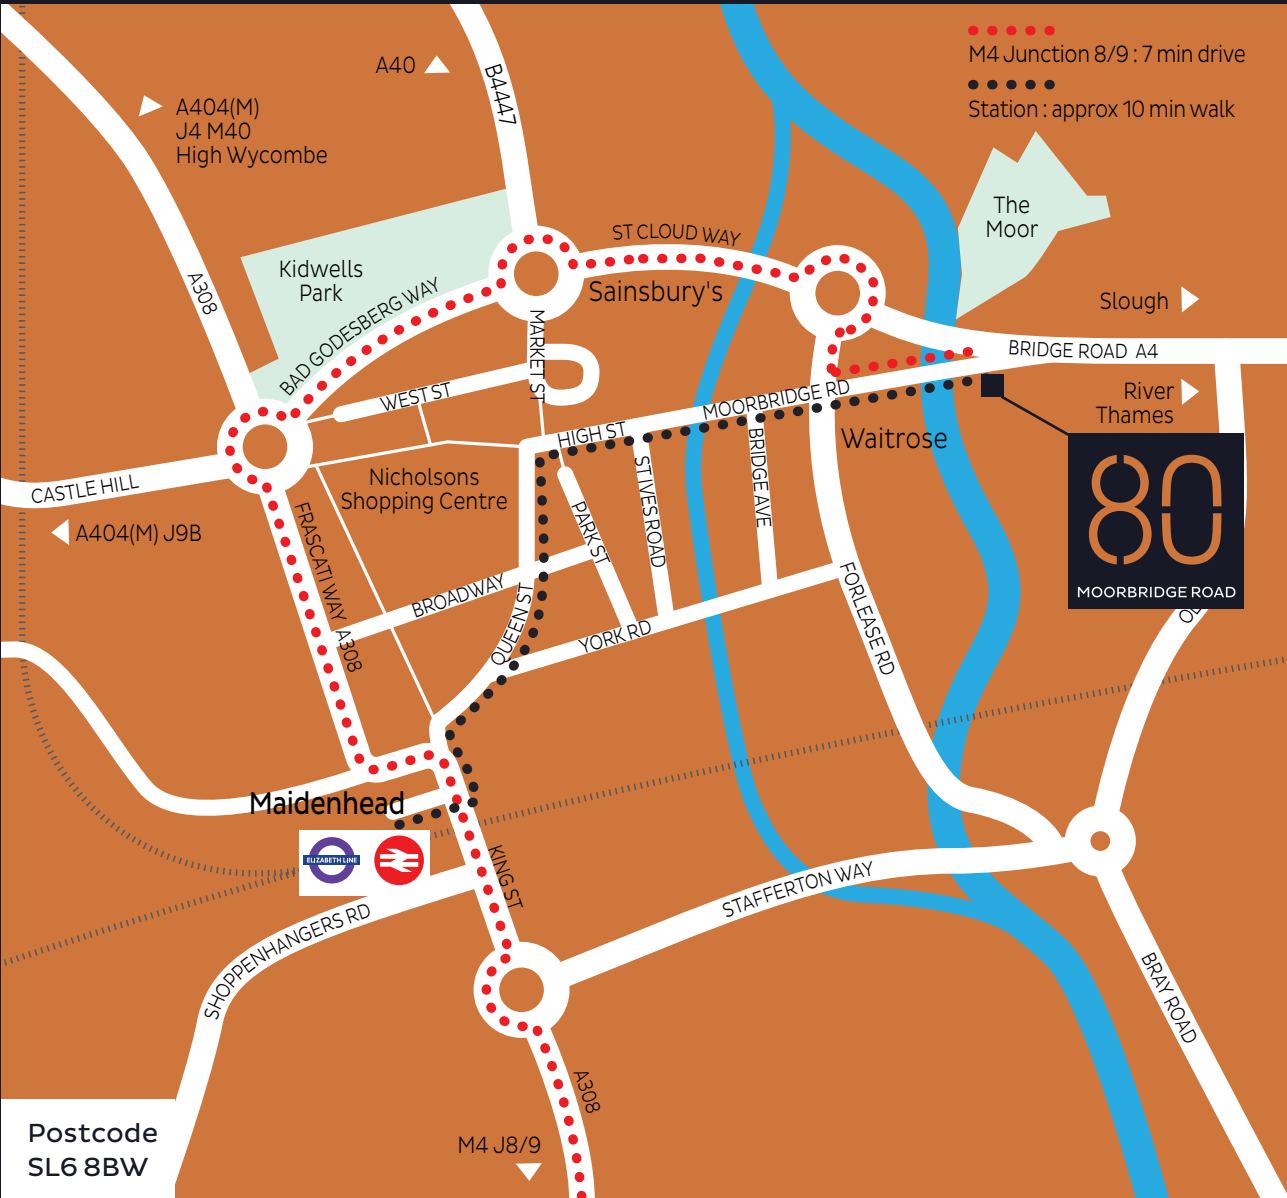 M4 Junction 8/9 : 7 min drive
Station : approx 10 min walk
A40
B4447
A404(M)
J4 M40
High Wycombe
The
Moor
ST CLOUD WAY
Kidwells
Park
A308
BAD GODESBERG WAY
Sainsbury's
Slough
MARKET ST
BRIDGE ROAD A4
WEST ST
MOORBRIDGE RD
River
Thames
HIGH ST
Waitrose
BRIDGE AVE
Nicholsons
Shopping Centre
ST IVES ROAD
CASTLE HILL
A404(M) J9B
80
MOORBRIDGE ROAD
FRASCATI WAY
A308
PARK ST
BROADWAY
QUEEN ST
YORK RD
FORLEASE RD
Maidenhead
ELIZABETH LINE
KING ST
STAFFERTON WAY
SHOPPENHANGERS RD
BRAY ROAD
A308
M4 J8/9
Postcode
SL6 8BW